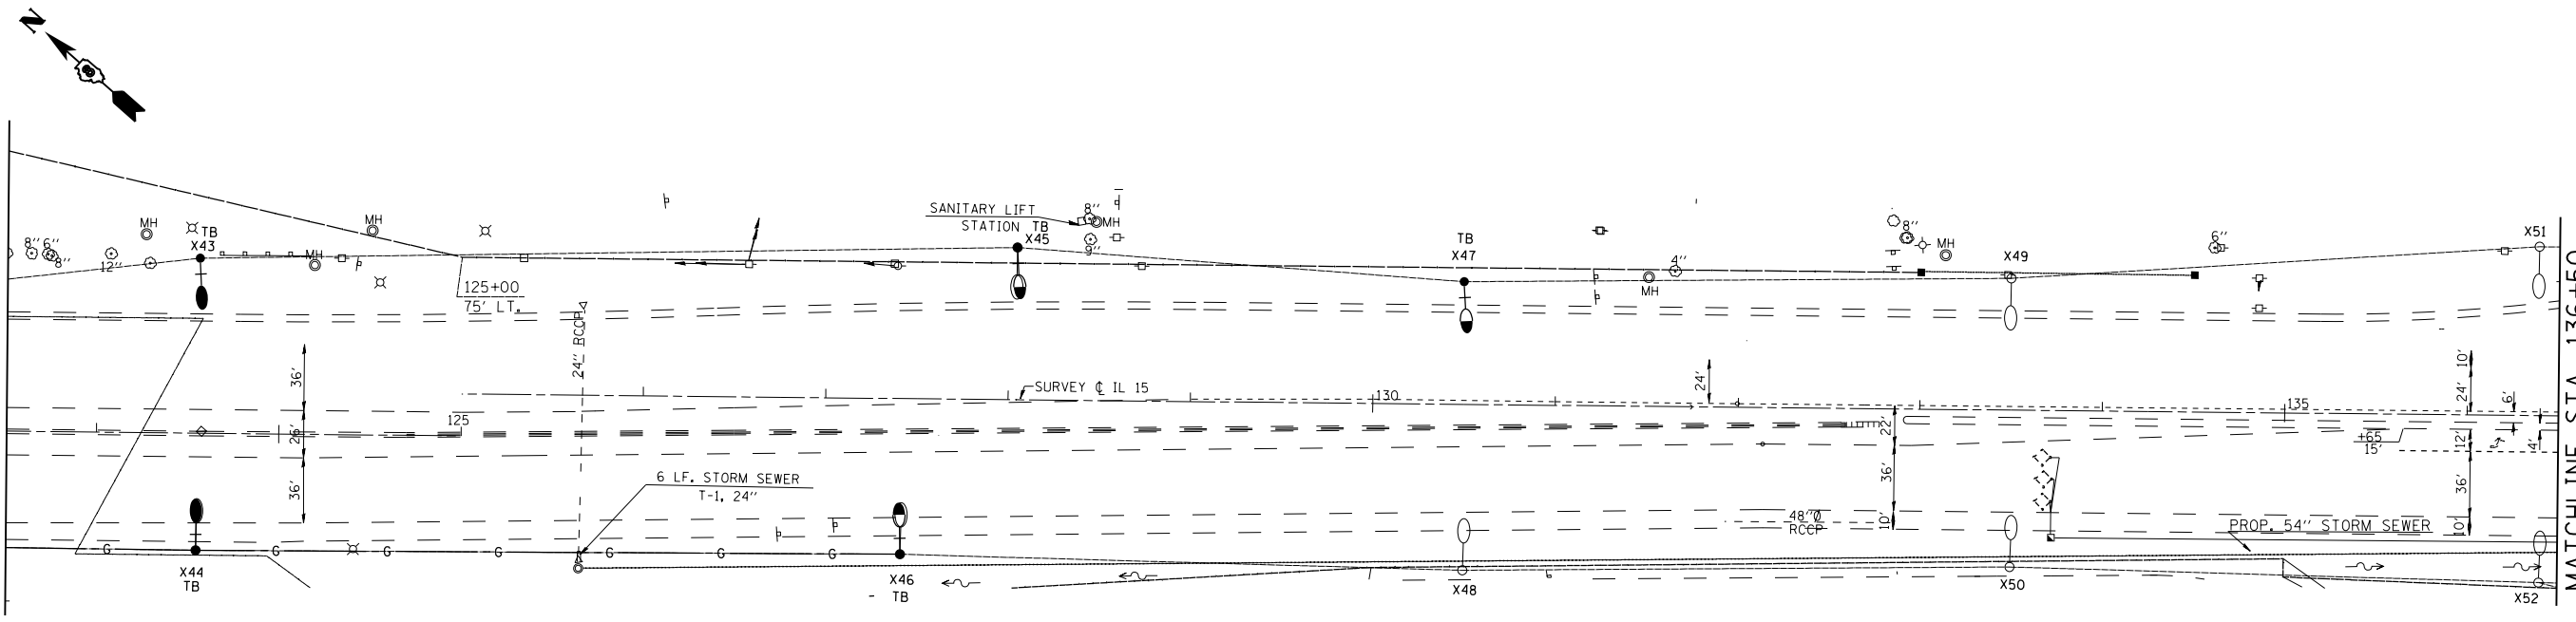 N
MH
TB
X43
MH
MH
8" 6"
8"
12"
125+00
75' LT.
24" RCCP
SANITARY LIFT
STATION
TB
X45
8"
MH
9"
TB
X47
4"
MH
8"
MH
X49
6"
X51
SURVEY ℄ IL 15
130
24'
135
10'
24'
6'
36'
26'
36'
125
6 LF. STORM SEWER
T-1, 24"
22'
36'
10'
48"Ø
RCCP
+65
15'
12'
4'
36'
10'
PROP. 54" STORM SEWER
G G G G G G G
X44
TB
X46
TB
X48
X50
X52
MATCHLINE STA. 136+50